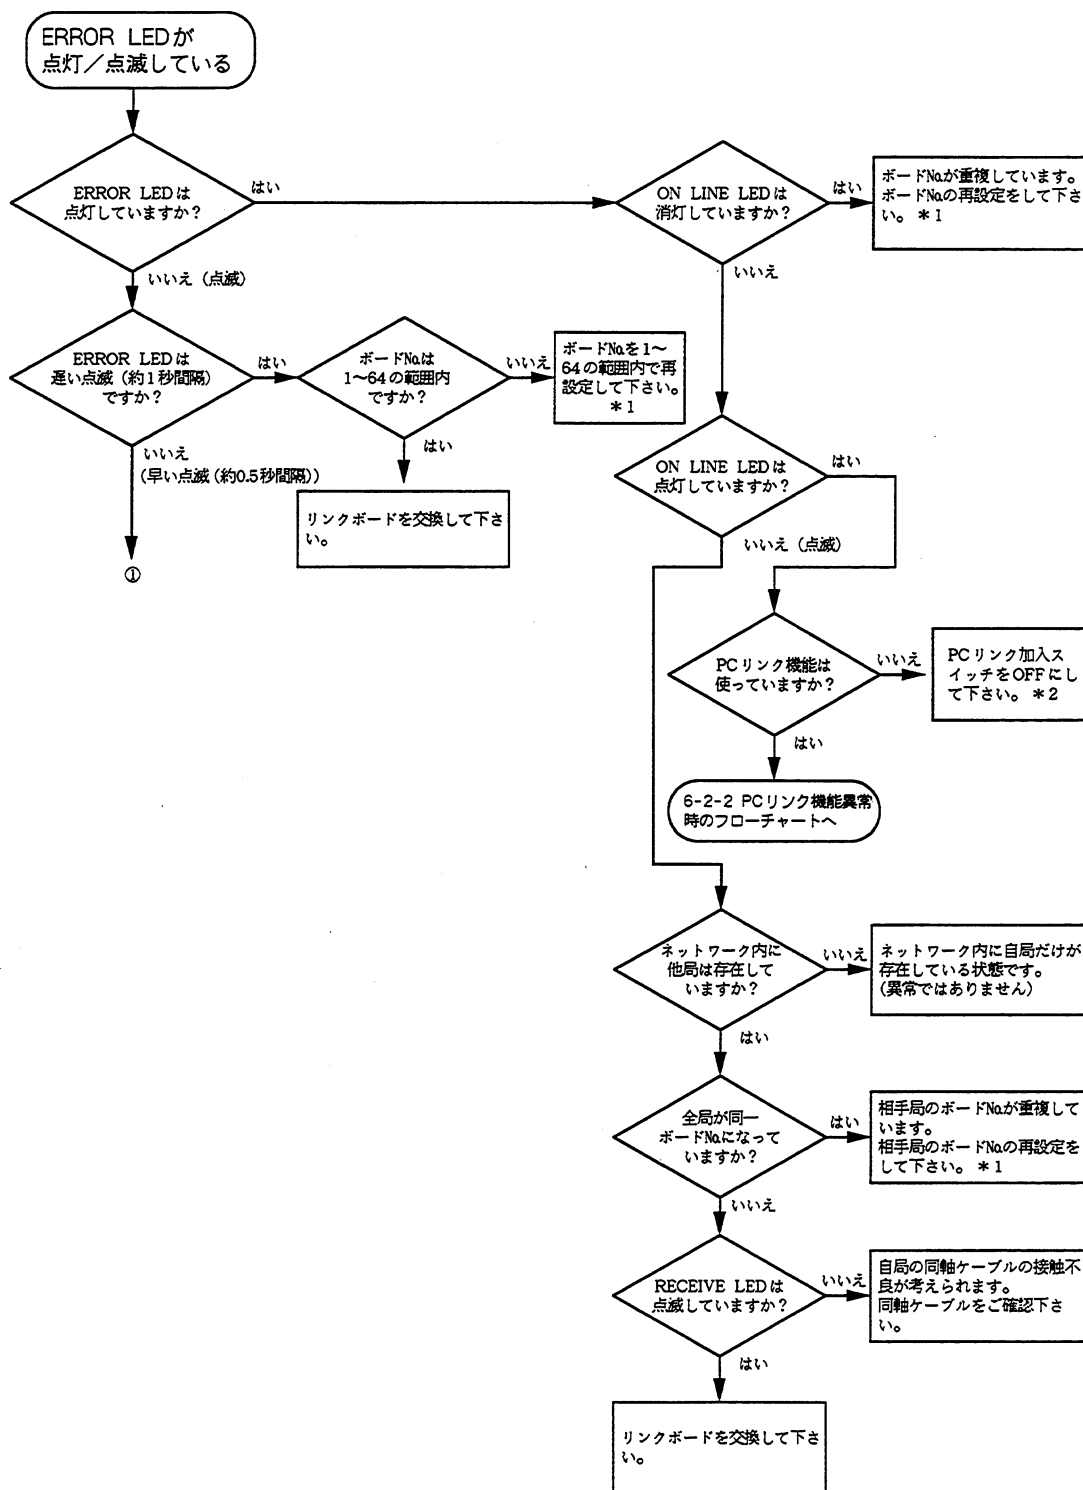 ERROR LEDが
点灯／点滅している
ERROR LEDは
点灯していますか？
はい
いいえ（点滅）
ON LINE LEDは
消灯していますか？
はい
いいえ
ボードNo.が重複しています。
ボードNo.の再設定をして下さ
い。＊1
ERROR LEDは
遅い点滅（約1秒間隔）
ですか？
はい
いいえ
（早い点滅（約0.5秒間隔））
①
ボードNo.は
1～64の範囲内
ですか？
いいえ
はい
ボードNo.を1～
64の範囲内で再
設定して下さい。
＊1
リンクボードを交換して下さ
い。
ON LINE LEDは
点灯していますか？
はい
いいえ（点滅）
PCリンク機能は
使っていますか？
いいえ
はい
PCリンク加入ス
イッチをOFFにし
て下さい。＊2
6-2-2 PCリンク機能異常
時のフローチャートへ
ネットワーク内に
他局は存在して
いますか？
いいえ
はい
ネットワーク内に自局だけが
存在している状態です。
（異常ではありません）
全局が同一
ボードNo.になって
いますか？
はい
いいえ
相手局のボードNo.が重複して
います。
相手局のボードNo.の再設定を
して下さい。＊1
RECEIVE LEDは
点滅していますか？
いいえ
はい
自局の同軸ケーブルの接触不
良が考えられます。
同軸ケーブルをご確認下さ
い。
リンクボードを交換して下さ
い。